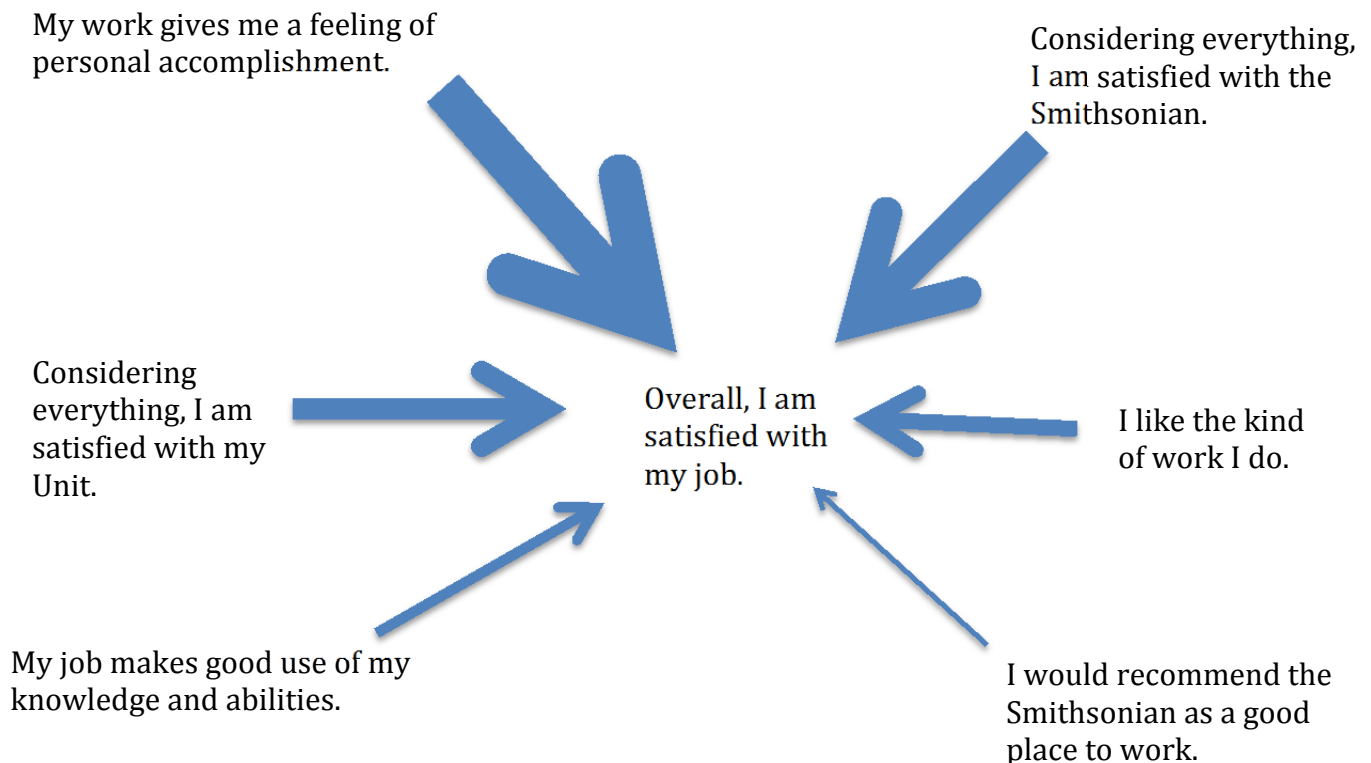 My work gives me a feeling of
personal accomplishment.
Considering everything,
I am satisfied with the
Smithsonian.
Considering
everything, I am
satisfied with my
Unit.
Overall, I am
satisfied with
my job.
I like the kind
of work I do.
My job makes good use of my
knowledge and abilities.
I would recommend the
Smithsonian as a good
place to work.